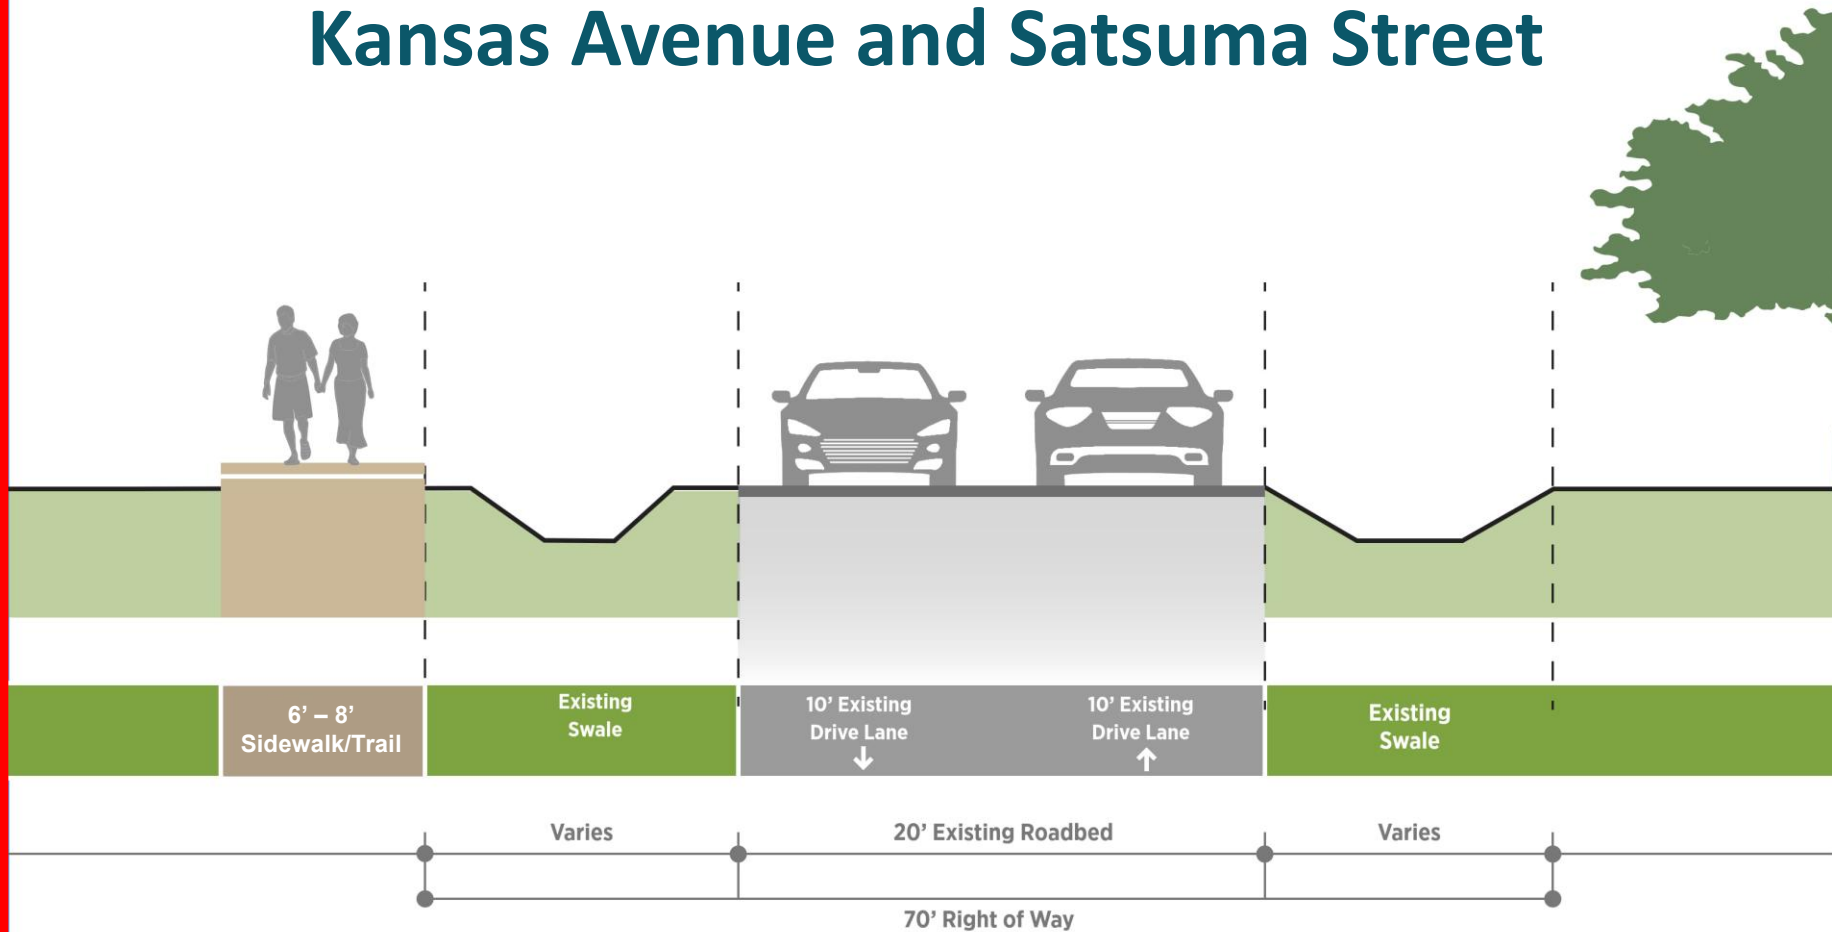 Kansas Avenue and Satsuma Street
6’ – 8’
Sidewalk/Trail
Existing
Swale
10’ Existing
Drive Lane
10’ Existing
Drive Lane
Existing
Swale
Varies
20’ Existing Roadbed
Varies
70’ Right of Way